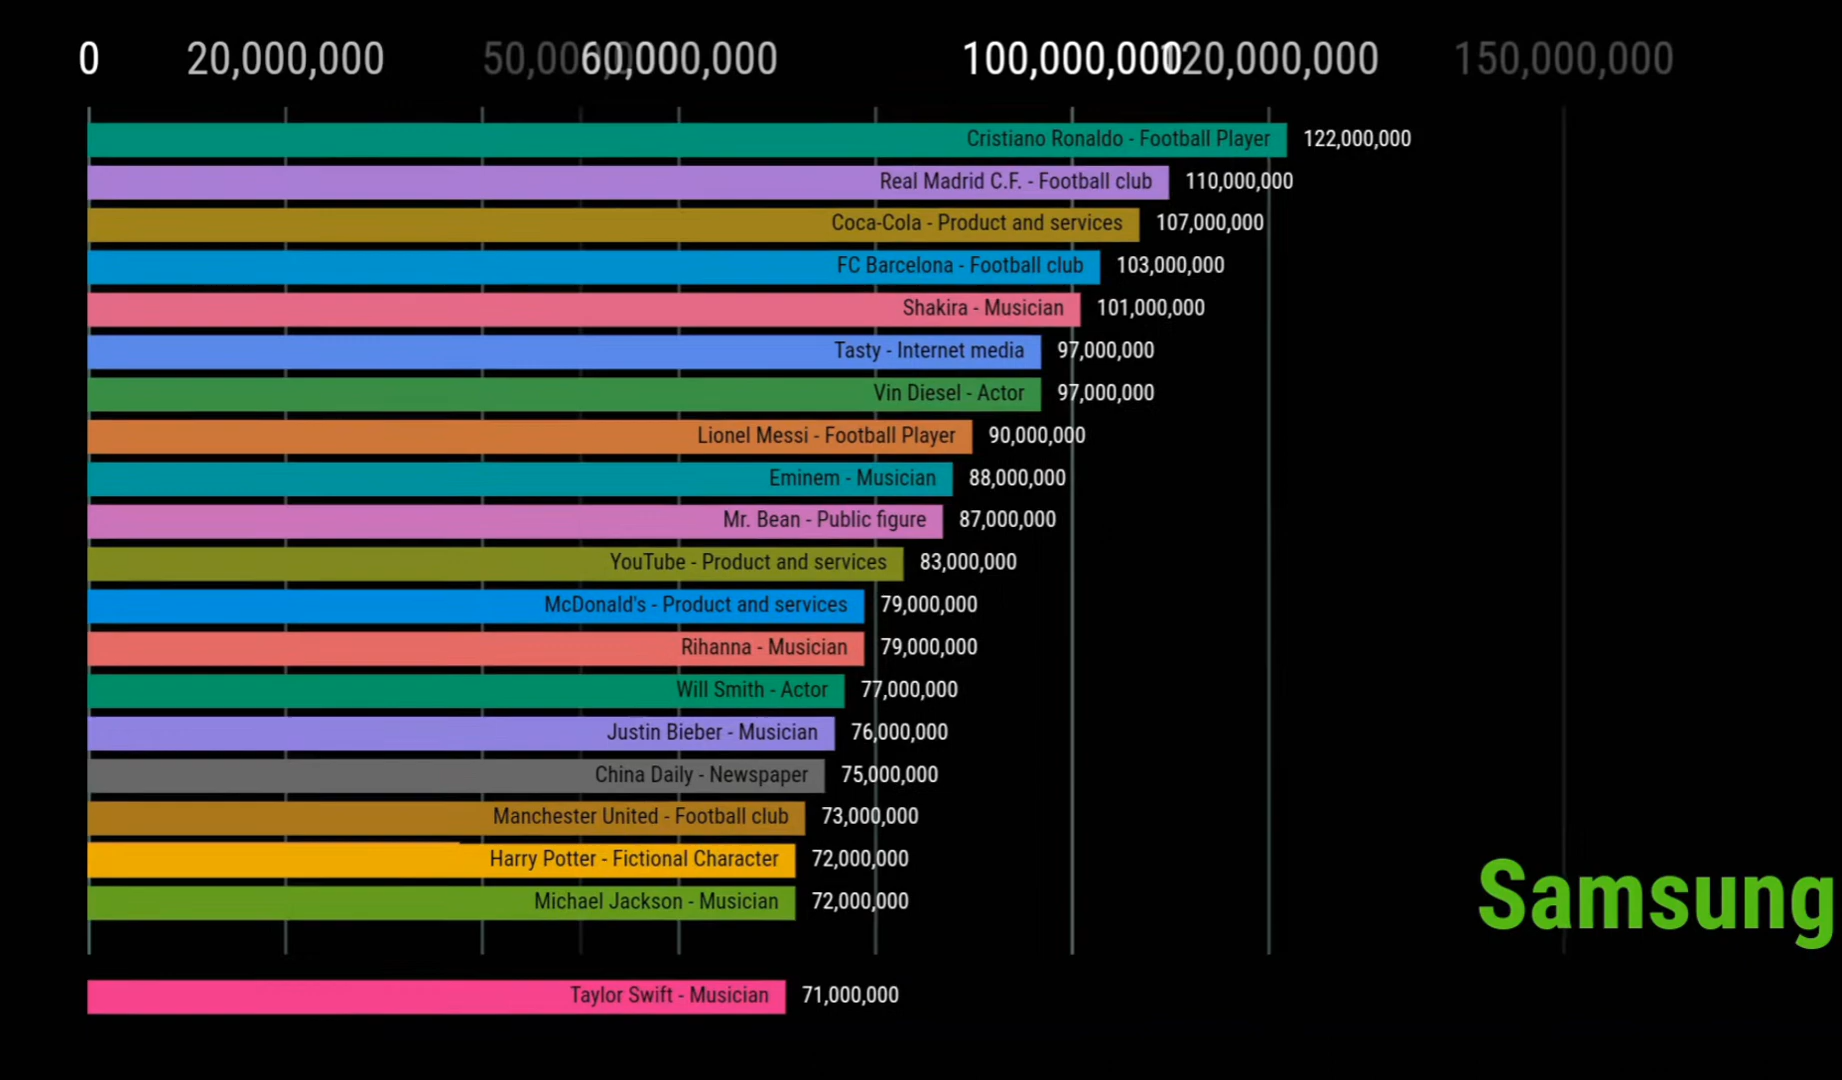 0 20,000,000 60,000,000 100,000,000 120,000,000 150,000,000
Cristiano Ronaldo - Football Player 122,000,000
Real Madrid C.F. - Football club 110,000,000
Coca-Cola - Product and services 107,000,000
FC Barcelona - Football club 103,000,000
Shakira - Musician 101,000,000
Tasty - Internet media 97,000,000
Vin Diesel - Actor 97,000,000
Lionel Messi - Football Player 90,000,000
Eminem - Musician 88,000,000
Mr. Bean - Public figure 87,000,000
YouTube - Product and services 83,000,000
McDonald's - Product and services 79,000,000
Rihanna - Musician 79,000,000
Will Smith - Actor 77,000,000
Justin Bieber - Musician 76,000,000
China Daily - Newspaper 75,000,000
Manchester United - Football club 73,000,000
Harry Potter - Fictional Character 72,000,000
Michael Jackson - Musician 72,000,000
Samsung
Taylor Swift - Musician 71,000,000